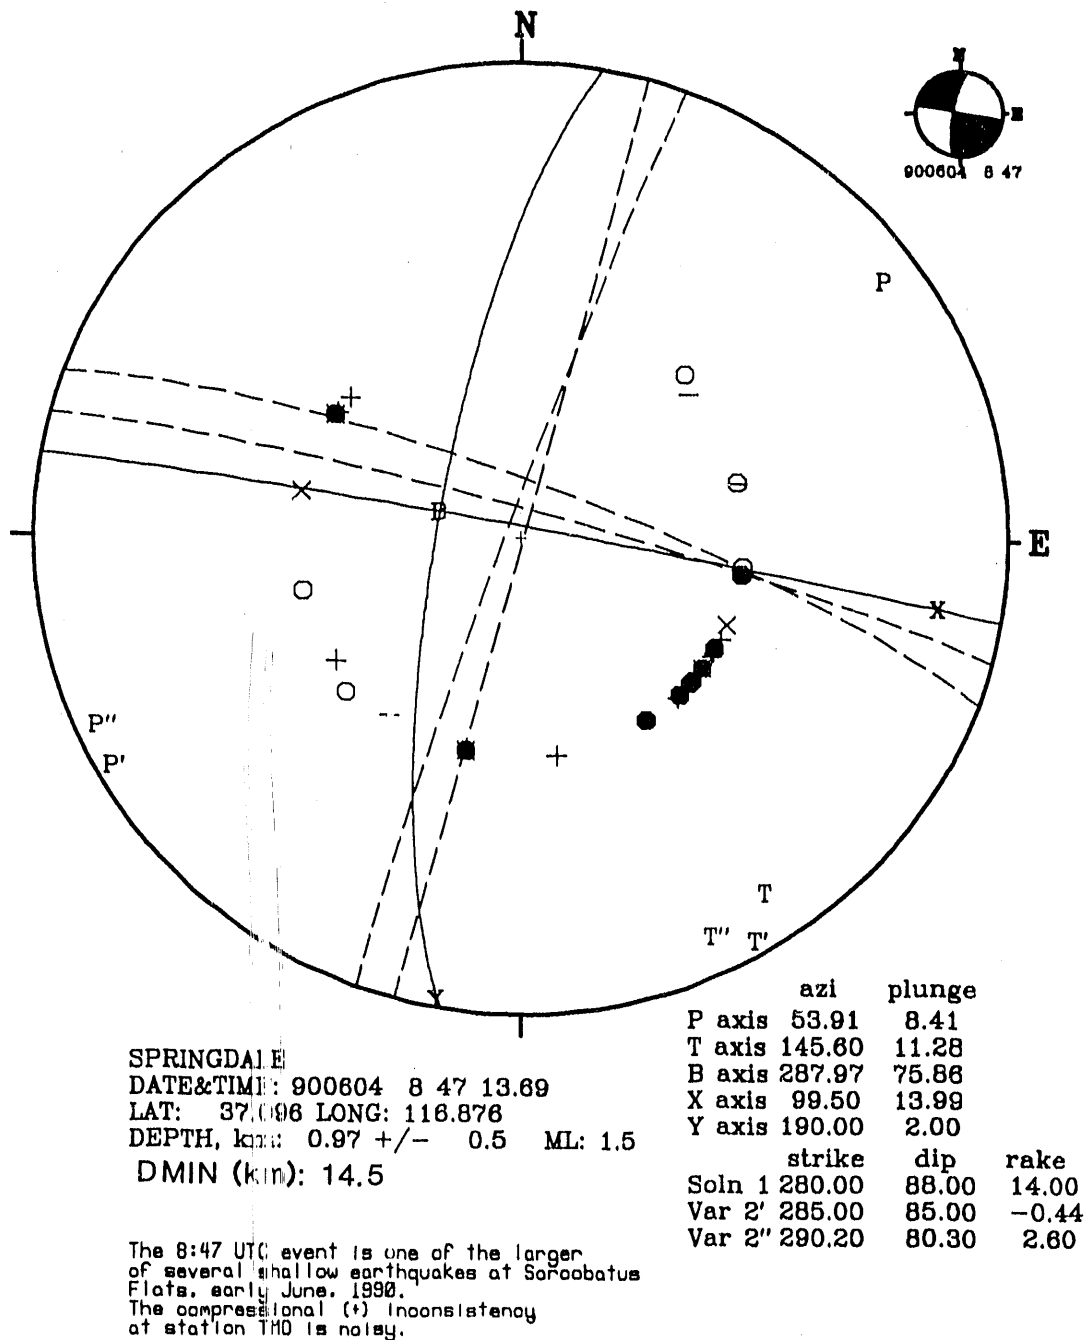 N
N
E
900604 8 47
P
B
E
X
P''
P'
T
T'' T'
Y
azi plunge
P axis 53.91 8.41
T axis 145.60 11.28
B axis 287.97 75.86
X axis 99.50 13.99
Y axis 190.00 2.00
strike dip rake
Soln 1 280.00 88.00 14.00
Var 2' 285.00 85.00 -0.44
Var 2'' 290.20 80.30 2.60
SPRINGDALE
DATE&TIME: 900604 8 47 13.69
LAT: 37.096 LONG: 116.876
DEPTH, km: 0.97 +/- 0.5 ML: 1.5
DMIN (km): 14.5
The 8:47 UTC event is one of the larger
of several shallow earthquakes at Sarcobatus
Flats, early June, 1990.
The compressional (+) inconsistency
at station TMO is noisy.